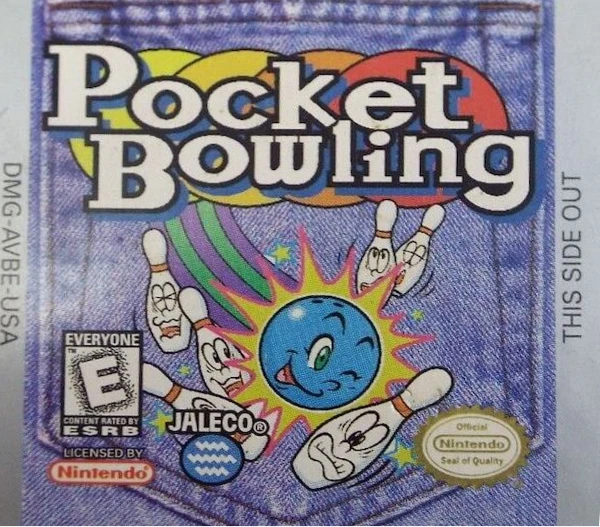 Pocket
Bowling
DMG-AVBE-USA
THIS SIDE OUT
EVERYONE
TM
E
CONTENT RATED BY
ESRB
JALECO®
LICENSED BY
Nintendo®
Official
Nintendo
Seal of Quality